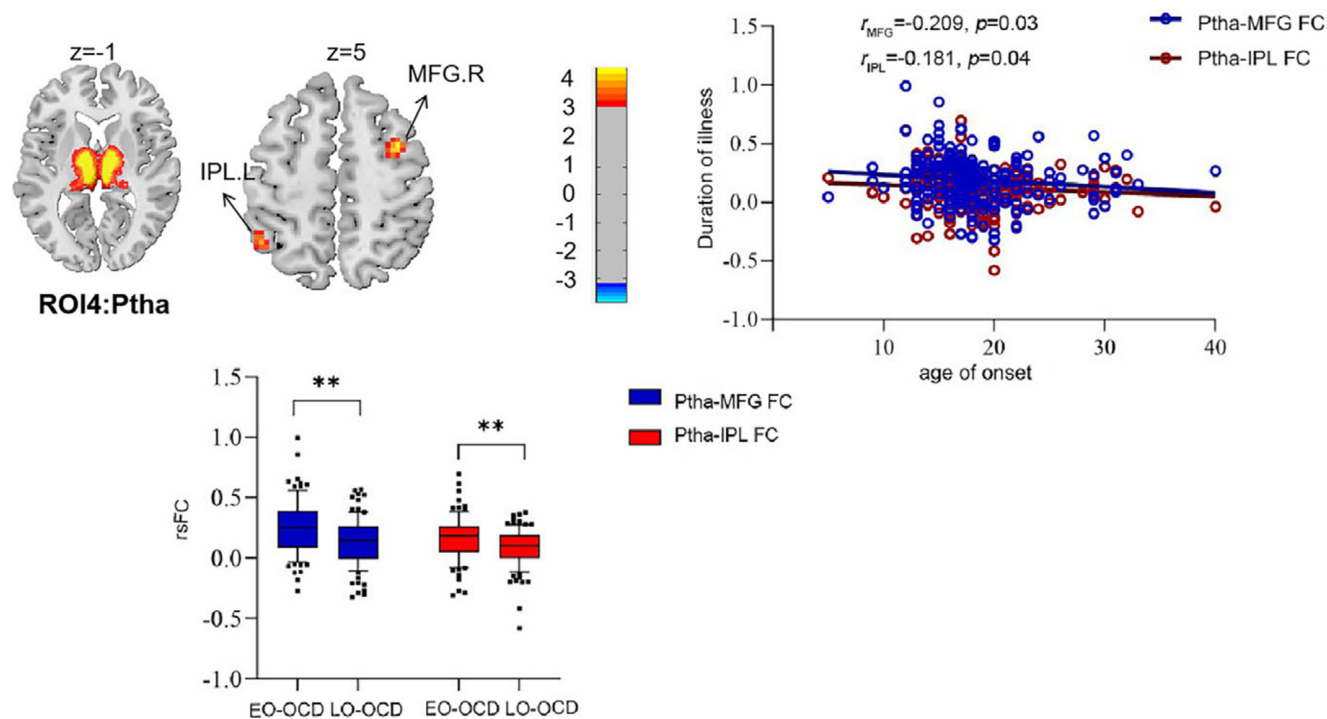 z=-1
z=5
MFG.R
IPL.L
ROI4:Ptha
4
3
2
1
0
-1
-2
-3
r_MFG=-0.209, p=0.03
r_IPL=-0.181, p=0.04
Ptha-MFG FC
Ptha-IPL FC
Duration of illness
1.5
1.0
0.5
0.0
-0.5
-1.0
10
20
30
40
age of onset
rsFC
1.5
1.0
0.5
0.0
-0.5
-1.0
**
**
EO-OCD
LO-OCD
EO-OCD
LO-OCD
Ptha-MFG FC
Ptha-IPL FC